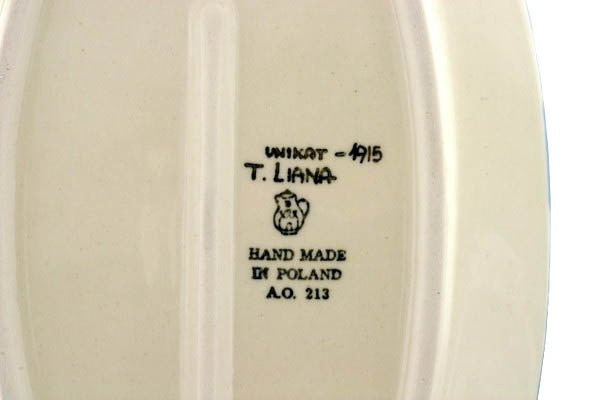 UNIKAT - 1915
T. LIANA
HAND MADE
IN POLAND
A.O. 213